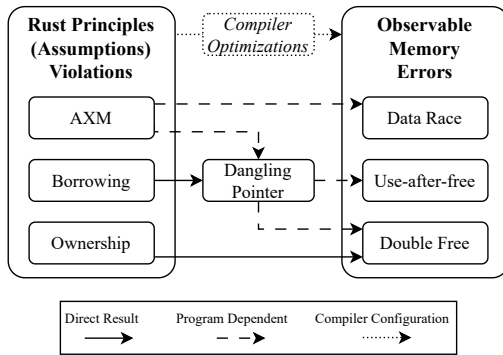 Rust Principles
(Assumptions)
Violations
Compiler
Optimizations
Observable
Memory
Errors
AXM
Data Race
Borrowing
Dangling
Pointer
Use-after-free
Ownership
Double Free
Direct Result
Program Dependent
Compiler Configuration